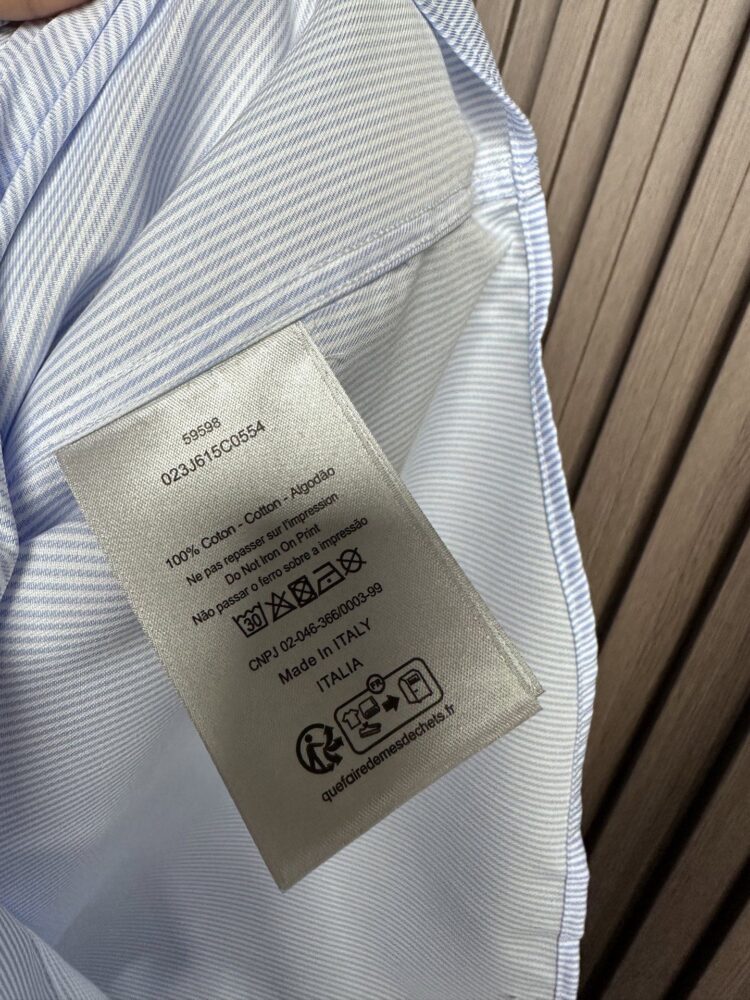 59598
023J615C0554
100% Coton - Cotton - Algodão
Ne pas repasser sur l'impression
Do Not Iron On Print
Não passar o ferro sobre a impressão
30
CNPJ 02-046-366/0003-99
Made In ITALY
ITALIA
FR
quefairedemesdechets.fr